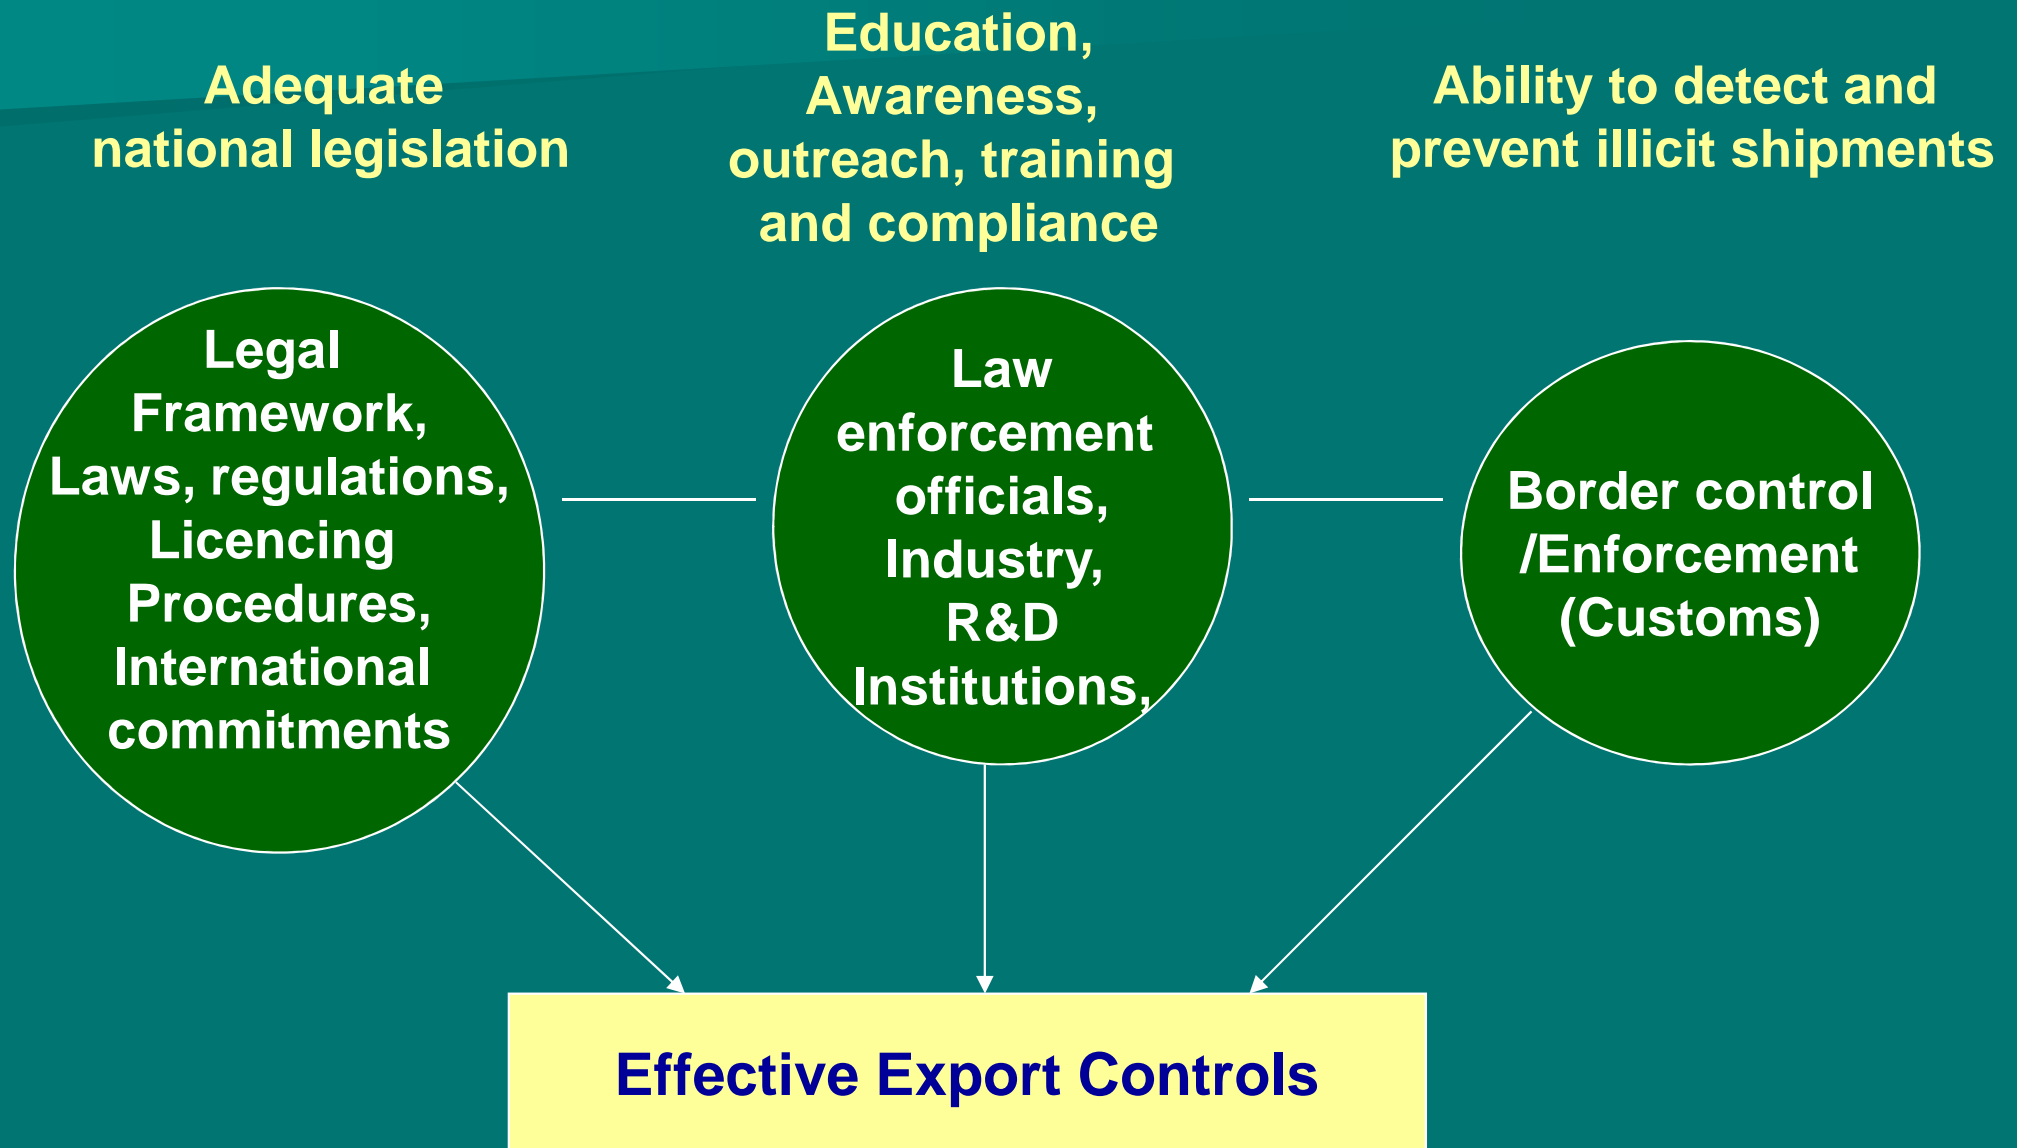 Adequate
national legislation
Education,
Awareness,
outreach, training
and compliance
Ability to detect and
prevent illicit shipments
Legal
Framework,
Laws, regulations,
Licencing
Procedures,
International
commitments
Law
enforcement
officials,
Industry,
R&D
Institutions,
Border control
/Enforcement
(Customs)
Effective Export Controls